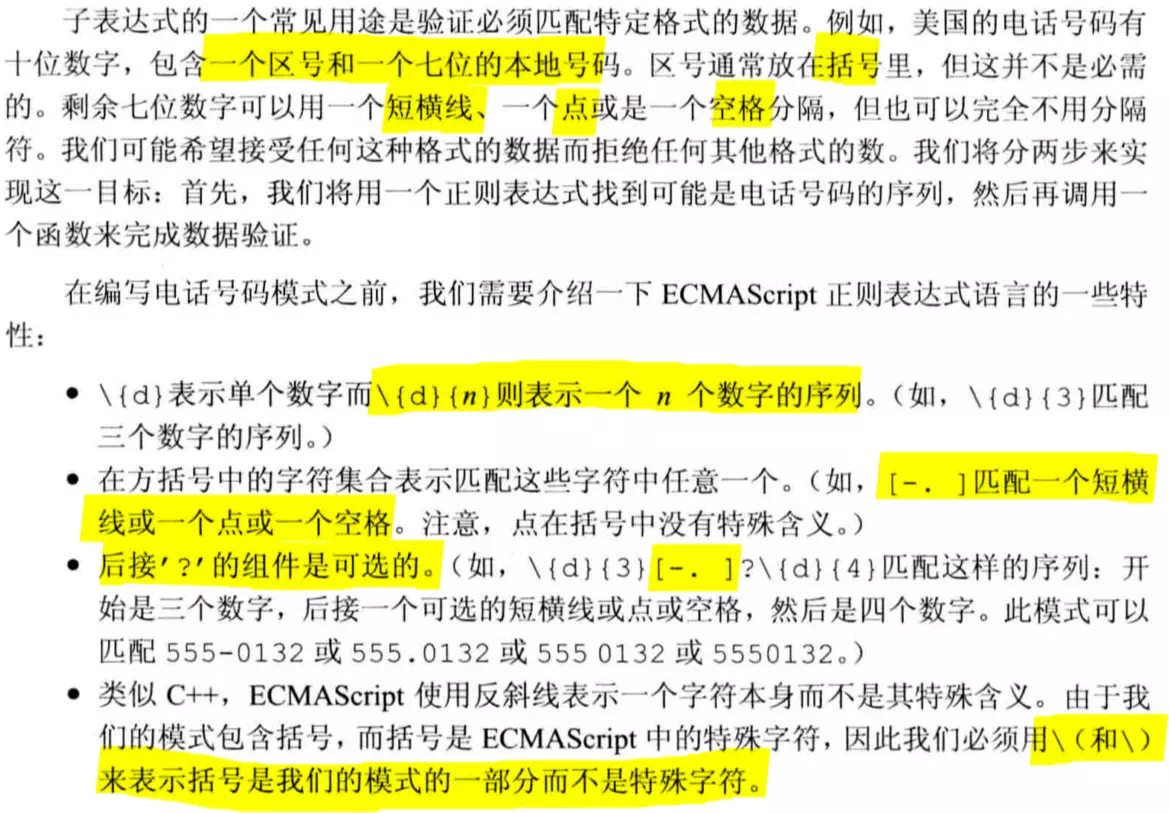 子表达式的一个常见用途是验证必须匹配特定格式的数据。例如，美国的电话号码有
十位数字，包含一个区号和一个七位的本地号码。区号通常放在括号里，但这并不是必需
的。剩余七位数字可以用一个短横线、一个点或是一个空格分隔，但也可以完全不用分隔
符。我们可能希望接受任何这种格式的数据而拒绝任何其他格式的数。我们将分两步来实
现这一目标：首先，我们将用一个正则表达式找到可能是电话号码的序列，然后再调用一
个函数来完成数据验证。
在编写电话号码模式之前，我们需要介绍一下 ECMAScript 正则表达式语言的一些特
性：
● \{d}表示单个数字而\{d}{n}则表示一个 n 个数字的序列。（如，\{d}{3}匹配
三个数字的序列。）
● 在方括号中的字符集合表示匹配这些字符中任意一个。（如，[-. ]匹配一个短横
线或一个点或一个空格。注意，点在括号中没有特殊含义。）
● 后接'?'的组件是可选的。（如，\{d}{3}[-. ]?\{d}{4}匹配这样的序列：开
始是三个数字，后接一个可选的短横线或点或空格，然后是四个数字。此模式可以
匹配 555-0132 或 555.0132 或 555 0132 或 5550132。）
● 类似 C++，ECMAScript 使用反斜线表示一个字符本身而不是其特殊含义。由于我
们的模式包含括号，而括号是 ECMAScript 中的特殊字符，因此我们必须用\(和\)
来表示括号是我们的模式的一部分而不是特殊字符。